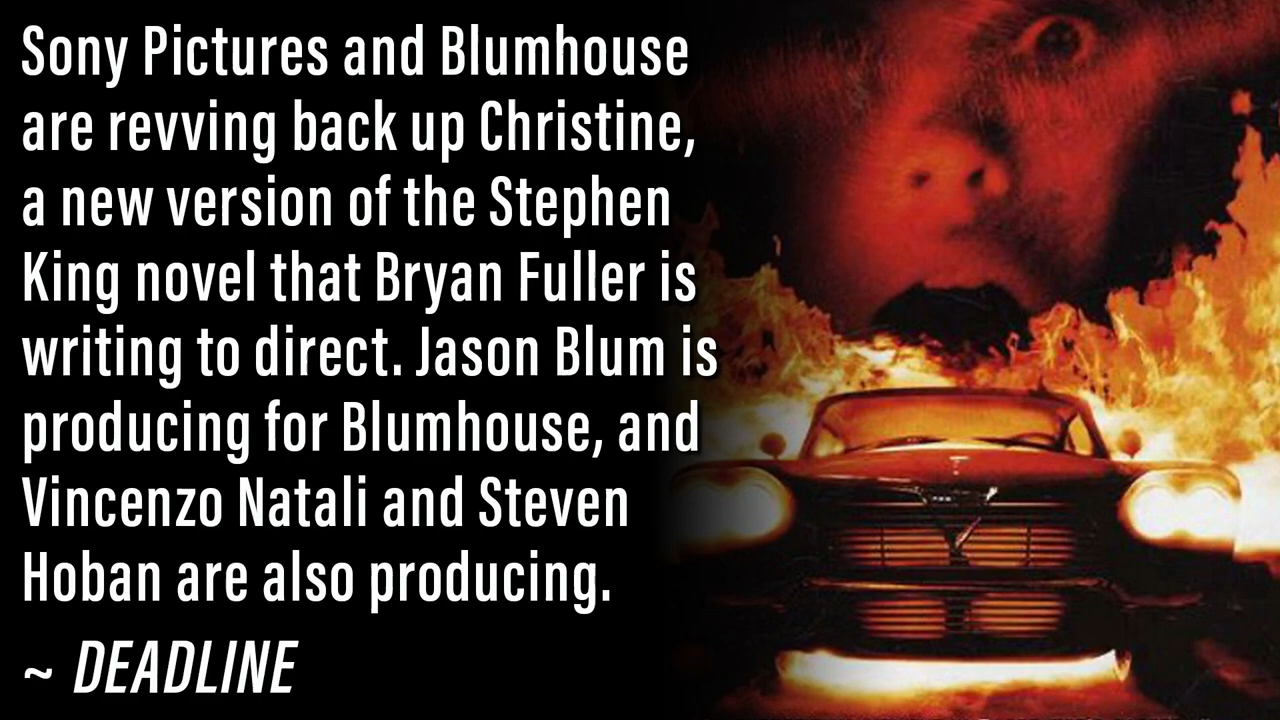 Sony Pictures and Blumhouse
are revving back up Christine,
a new version of the Stephen
King novel that Bryan Fuller is
writing to direct. Jason Blum is
producing for Blumhouse, and
Vincenzo Natali and Steven
Hoban are also producing.
~ DEADLINE